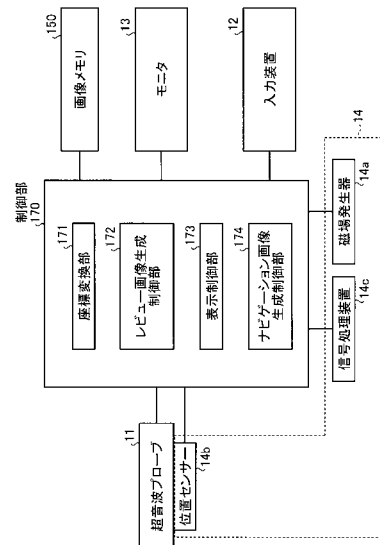 150
画像メモリ
13
モニタ
12
入力装置
制御部
170
171
座標変換部
172
レビュー画像生成
制御部
173
表示制御部
174
ナビゲーション画像
生成制御部
14
14a
磁場発生器
14c
信号処理装置
11
超音波プローブ
位置センサー
14b